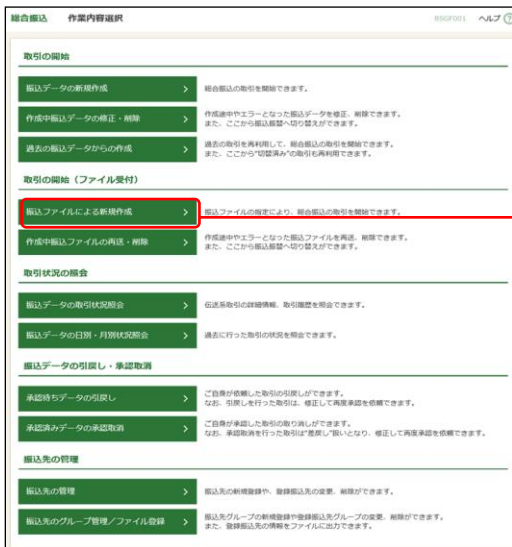 総合振込 作業内容選択 BSGF001 ヘルプ ?
取引の開始
振込データの新規作成 > 総合振込の取引を開始できます。
作成中振込データの修正・削除 > 作成途中やエラーとなった振込データを修正、削除できます。
また、ここから振込振替へ切り替えができます。
過去の振込データからの作成 > 過去の取引を再利用して、総合振込の取引を開始できます。
また、ここから“切替済み”の取引も再利用できます。
取引の開始（ファイル受付）
振込ファイルによる新規作成 > 振込ファイルの指定により、総合振込の取引を開始できます。
作成中振込ファイルの再送・削除 > 作成途中やエラーとなった振込ファイルを再送、削除できます。
また、ここから振込振替へ切り替えができます。
取引状況の照会
振込データの取引状況照会 > 伝送系取引の詳細情報、取引履歴を照会できます。
振込データの日別・月別状況照会 > 過去に行った取引の状況を照会できます。
振込データの引戻し・承認取消
承認待ちデータの引戻し > ご自身が依頼した取引の引戻しができます。
なお、引戻しを行った取引は、修正して再度承認を依頼できます。
承認済みデータの承認取消 > ご自身が承認した取引の取り消しができます。
なお、承認取消を行った取引は“差戻し”扱いとなり、修正して再度承認を依頼できます。
振込先の管理
振込先の管理 > 振込先の新規登録や、登録振込先の変更、削除ができます。
振込先のグループ管理／ファイル登録 > 振込先グループの新規登録や登録振込先グループの変更、削除ができます。
また、登録振込先の情報をファイルに出力できます。